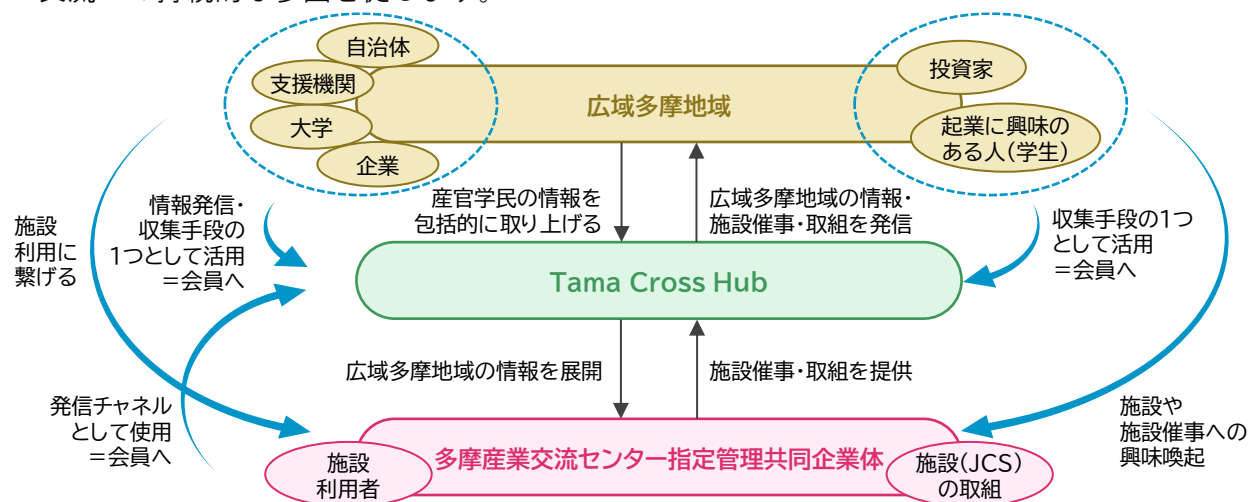 自治体
支援機関
大学
企業
広域多摩地域
投資家
起業に興味の
ある人(学生)
産官学民の情報を
包括的に取り上げる
広域多摩地域の情報・
施設催事・取組を発信
施設
利用に
繋げる
情報発信・
収集手段の
1つとして活用
=会員へ
収集手段の1つ
として活用
=会員へ
Tama Cross Hub
広域多摩地域の情報を展開
施設催事・取組を提供
発信チャネル
として使用
=会員へ
施設や
施設催事への
興味喚起
施設
利用者
多摩産業交流センター指定管理共同企業体
施設(JCS)
の取組